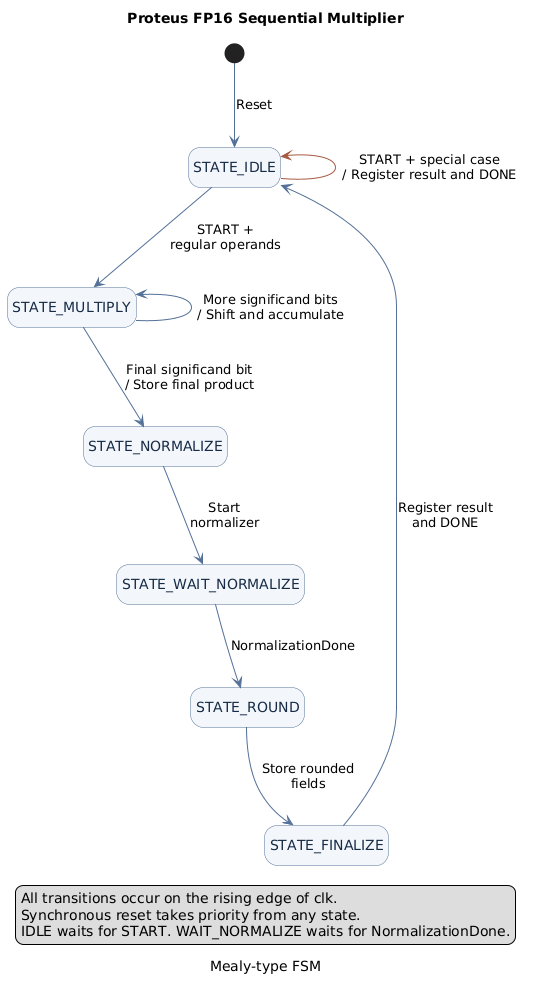 Proteus FP16 Sequential Multiplier
Reset
STATE_IDLE
START + special case
/ Register result and DONE
START +
regular operands
STATE_MULTIPLY
More significand bits
/ Shift and accumulate
Final significand bit
/ Store final product
STATE_NORMALIZE
Start
normalizer
Register result
and DONE
STATE_WAIT_NORMALIZE
NormalizationDone
STATE_ROUND
Store rounded
fields
STATE_FINALIZE
All transitions occur on the rising edge of clk.
Synchronous reset takes priority from any state.
IDLE waits for START. WAIT_NORMALIZE waits for NormalizationDone.
Mealy-type FSM